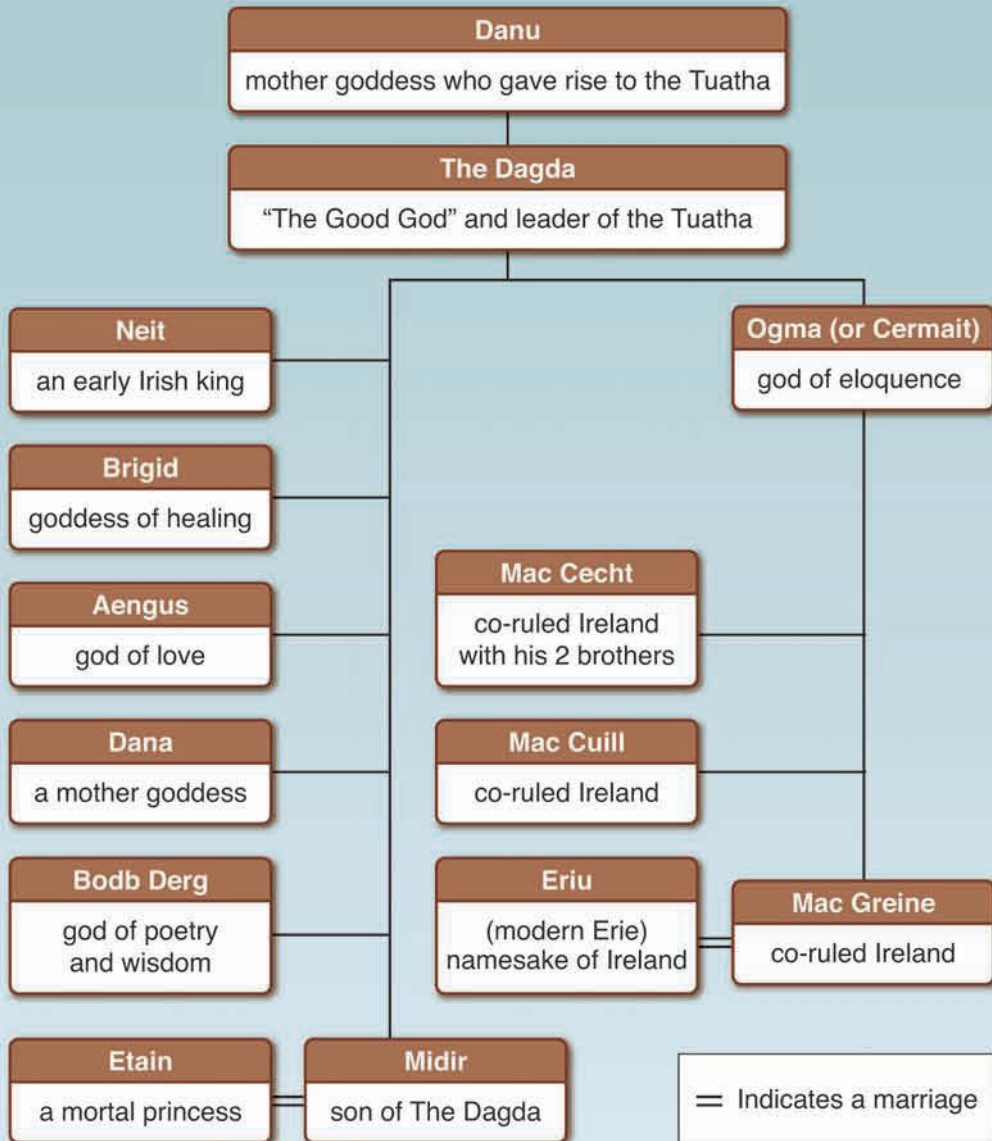 Danu
mother goddess who gave rise to the Tuatha
The Dagda
“The Good God” and leader of the Tuatha
Neit
an early Irish king
Brigid
goddess of healing
Aengus
god of love
Dana
a mother goddess
Bodb Derg
god of poetry
and wisdom
Etain
a mortal princess
Midir
son of The Dagda
Ogma (or Cermait)
god of eloquence
Mac Cecht
co-ruled Ireland
with his 2 brothers
Mac Cuill
co-ruled Ireland
Eriu
(modern Erie)
namesake of Ireland
Mac Greine
co-ruled Ireland
= Indicates a marriage